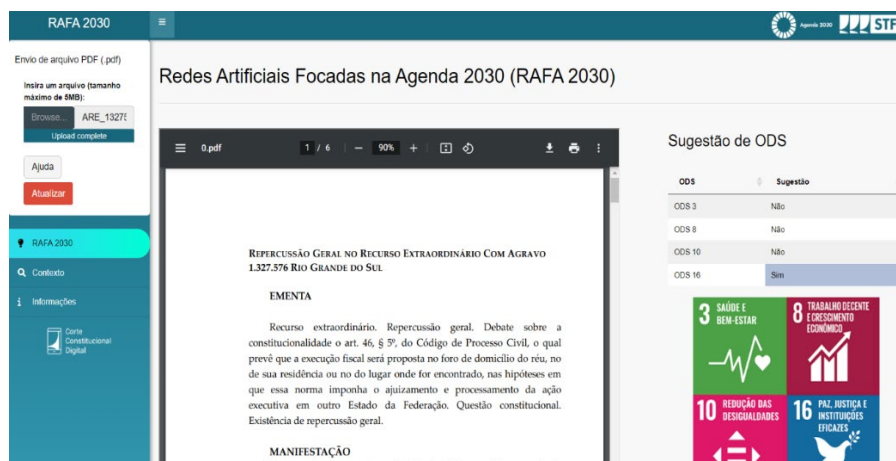 RAFA 2030
Agenda 2030
STF
Envio de arquivo PDF (.pdf)
Insira um arquivo (tamanho
máximo de 5MB):
Browse... ARE_1327
Upload complete
Ajuda
Atualizar
RAFA 2030
Contexto
Informações
Corte
Constitucional
Digital
Redes Artificiais Focadas na Agenda 2030 (RAFA 2030)
0.pdf 1 / 6 90%
REPERCUSSÃO GERAL NO RECURSO EXTRAORDINÁRIO COM AGRAVO
1.327.576 RIO GRANDE DO SUL
EMENTA
Recurso extraordinário. Repercussão geral. Debate sobre a
constitucionalidade o art. 46, § 5º, do Código de Processo Civil, o qual
prevê que a execução fiscal será proposta no foro de domicílio do réu, no
de sua residência ou no do lugar onde for encontrado, nas hipóteses em
que essa norma imponha o ajuizamento e processamento da ação
executiva em outro Estado da Federação. Questão constitucional.
Existência de repercussão geral.
MANIFESTAÇÃO
Sugestão de ODS
ODS Sugestão
ODS 3 Não
ODS 8 Não
ODS 10 Não
ODS 16 Sim
3 SAÚDE E
BEM-ESTAR
8 TRABALHO DECENTE
E CRESCIMENTO
ECONÔMICO
10 REDUÇÃO DAS
DESIGUALDADES
16 PAZ, JUSTIÇA E
INSTITUIÇÕES
EFICAZES